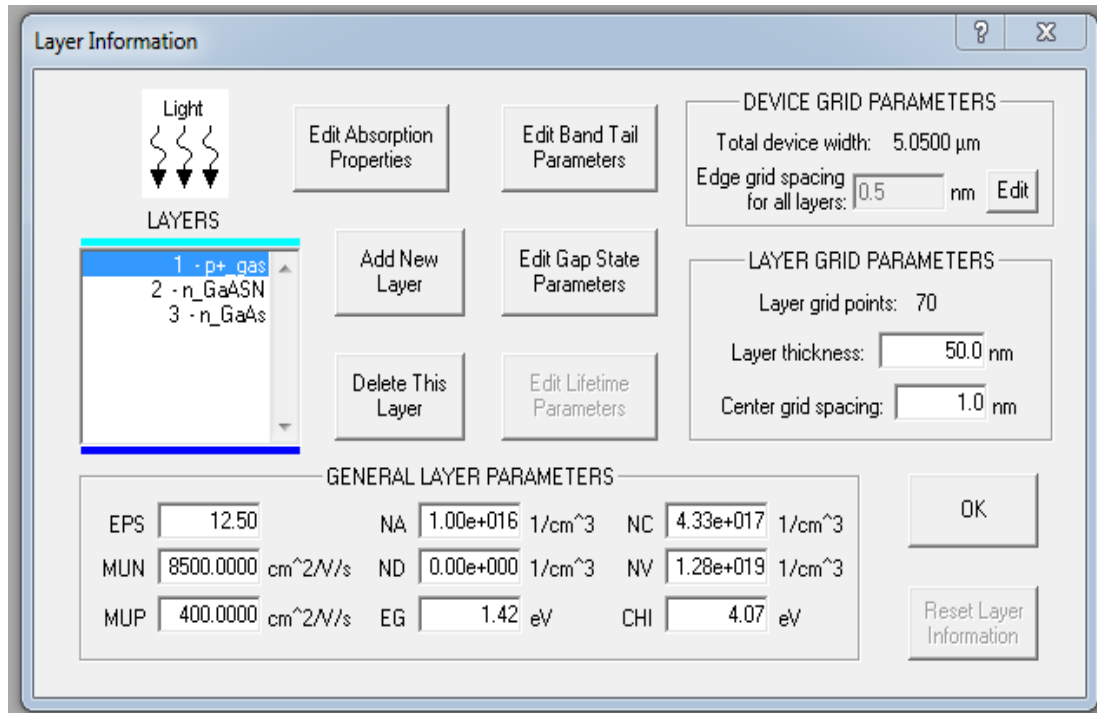 Layer Information
Light
LAYERS
1 - p+_gas
2 - n_GaASN
3 - n_GaAs
Edit Absorption
Properties
Edit Band Tail
Parameters
Add New
Layer
Edit Gap State
Parameters
Delete This
Layer
Edit Lifetime
Parameters
DEVICE GRID PARAMETERS
Total device width: 5.0500 µm
Edge grid spacing
for all layers: 0.5 nm Edit
LAYER GRID PARAMETERS
Layer grid points: 70
Layer thickness: 50.0 nm
Center grid spacing: 1.0 nm
GENERAL LAYER PARAMETERS
EPS 12.50 NA 1.00e+016 1/cm^3 NC 4.33e+017 1/cm^3
MUN 8500.0000 cm^2/V/s ND 0.00e+000 1/cm^3 NV 1.28e+019 1/cm^3
MUP 400.0000 cm^2/V/s EG 1.42 eV CHI 4.07 eV
OK
Reset Layer
Information